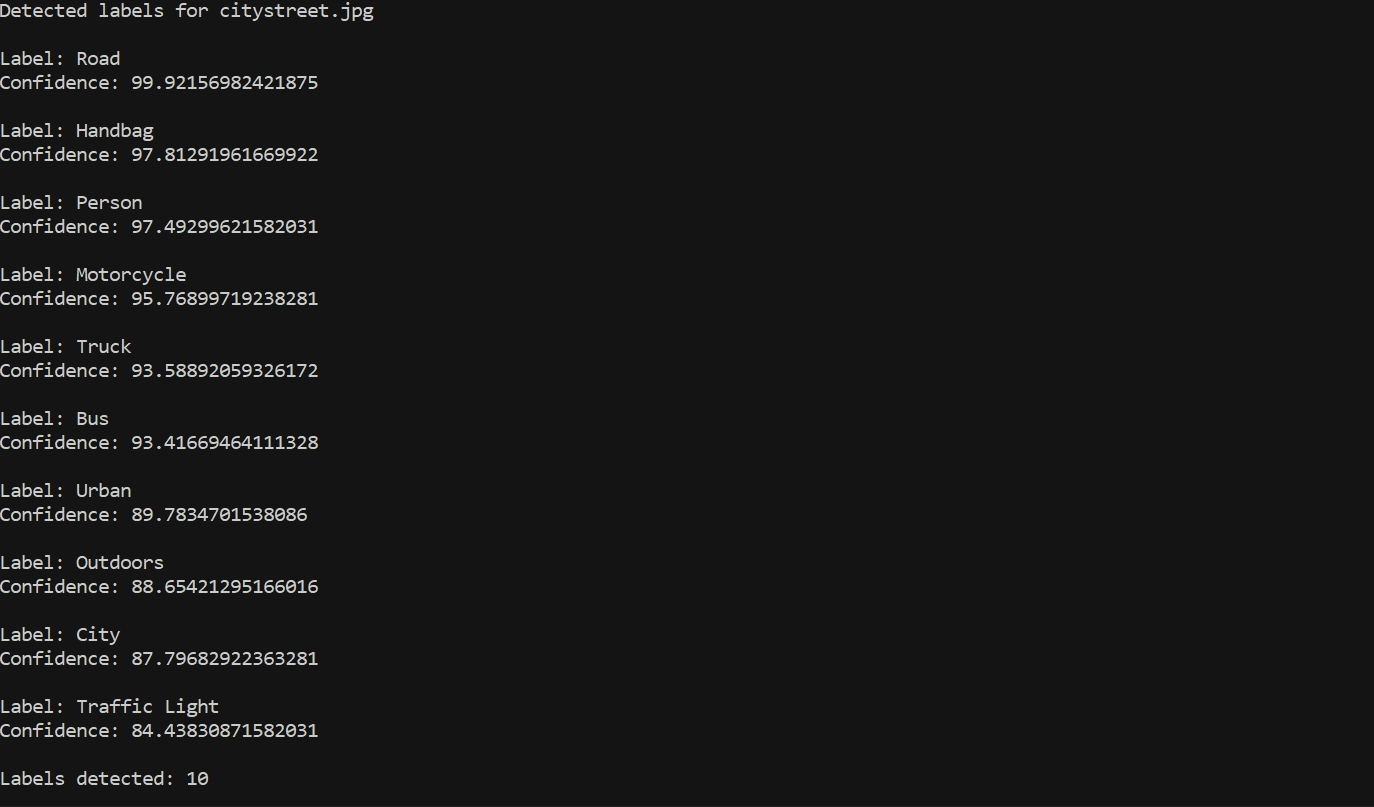 Detected labels for citystreet.jpg
Label: Road
Confidence: 99.92156982421875
Label: Handbag
Confidence: 97.81291961669922
Label: Person
Confidence: 97.49299621582031
Label: Motorcycle
Confidence: 95.76899719238281
Label: Truck
Confidence: 93.58892059326172
Label: Bus
Confidence: 93.41669464111328
Label: Urban
Confidence: 89.7834701538086
Label: Outdoors
Confidence: 88.65421295166016
Label: City
Confidence: 87.79682922363281
Label: Traffic Light
Confidence: 84.43830871582031
Labels detected: 10